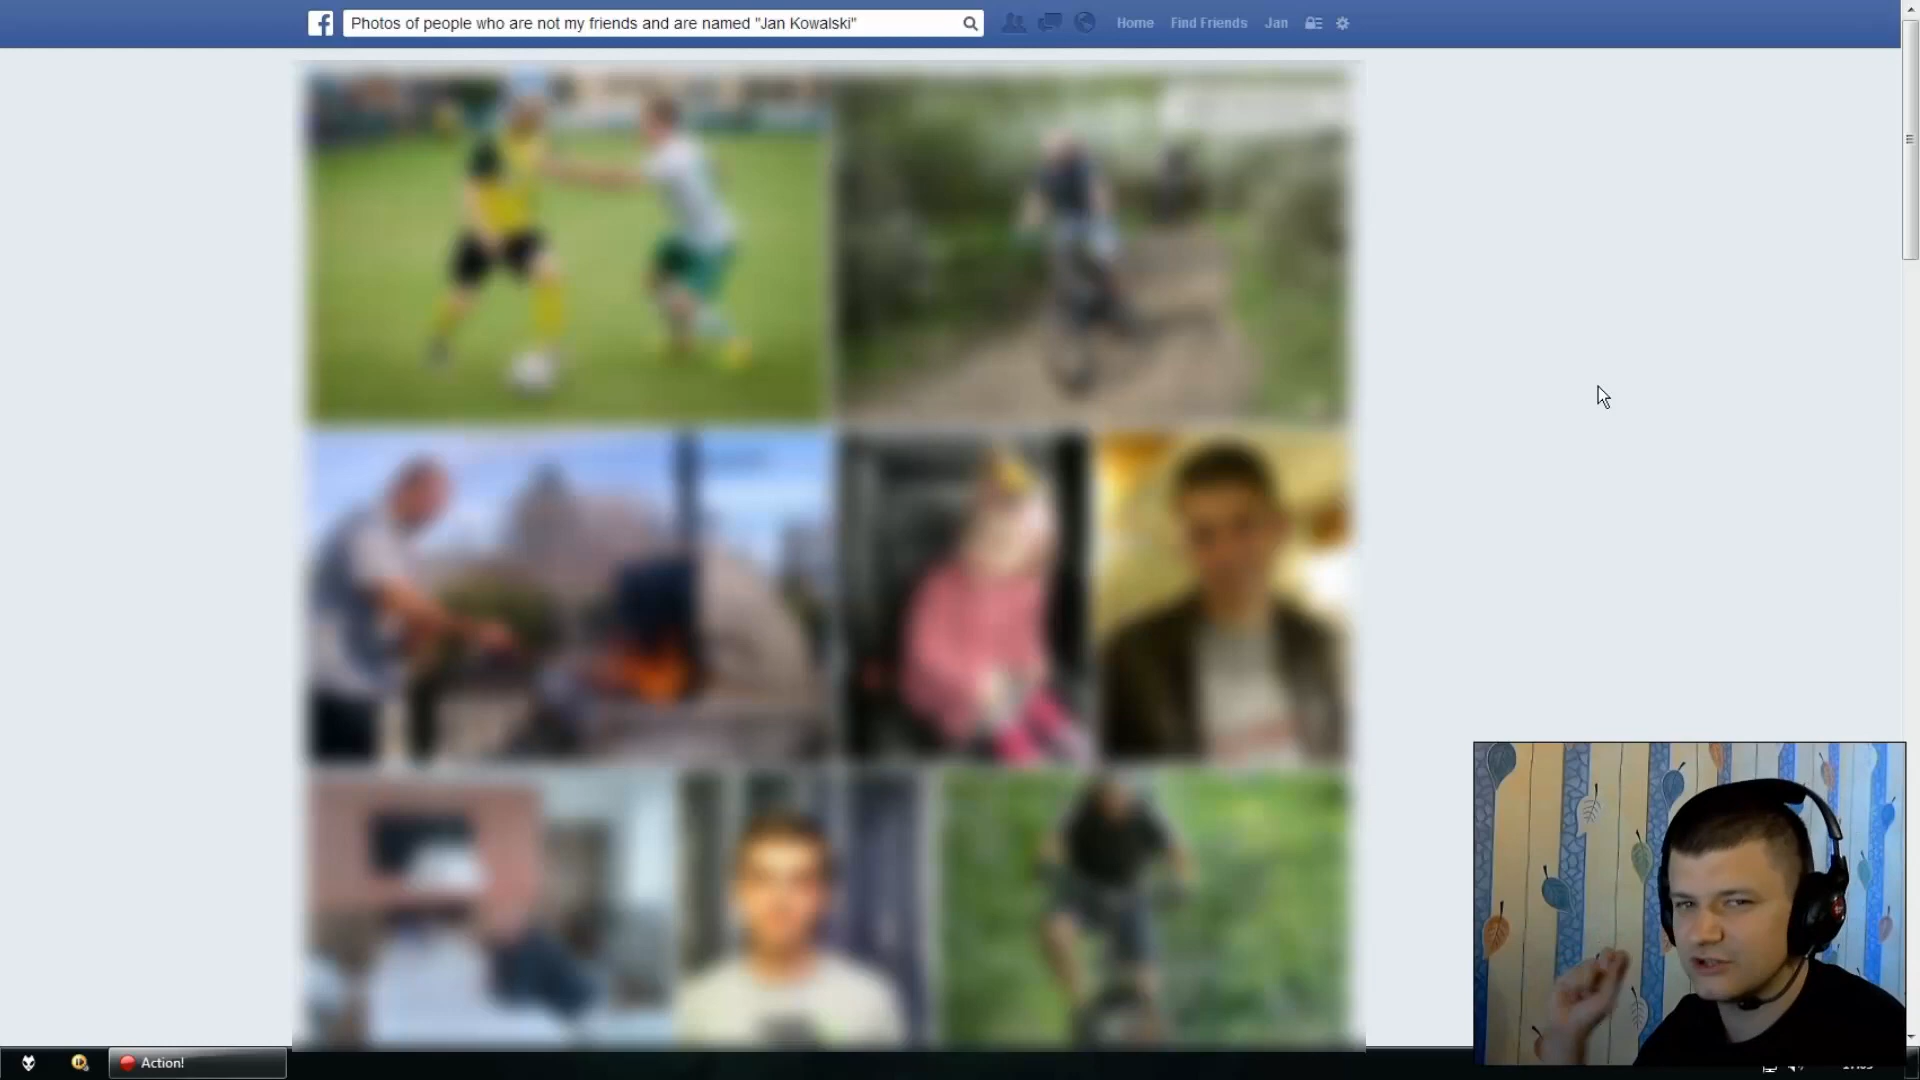 Photos of people who are not my friends and are named "Jan Kowalski"
Home
Find Friends
Jan
Action!